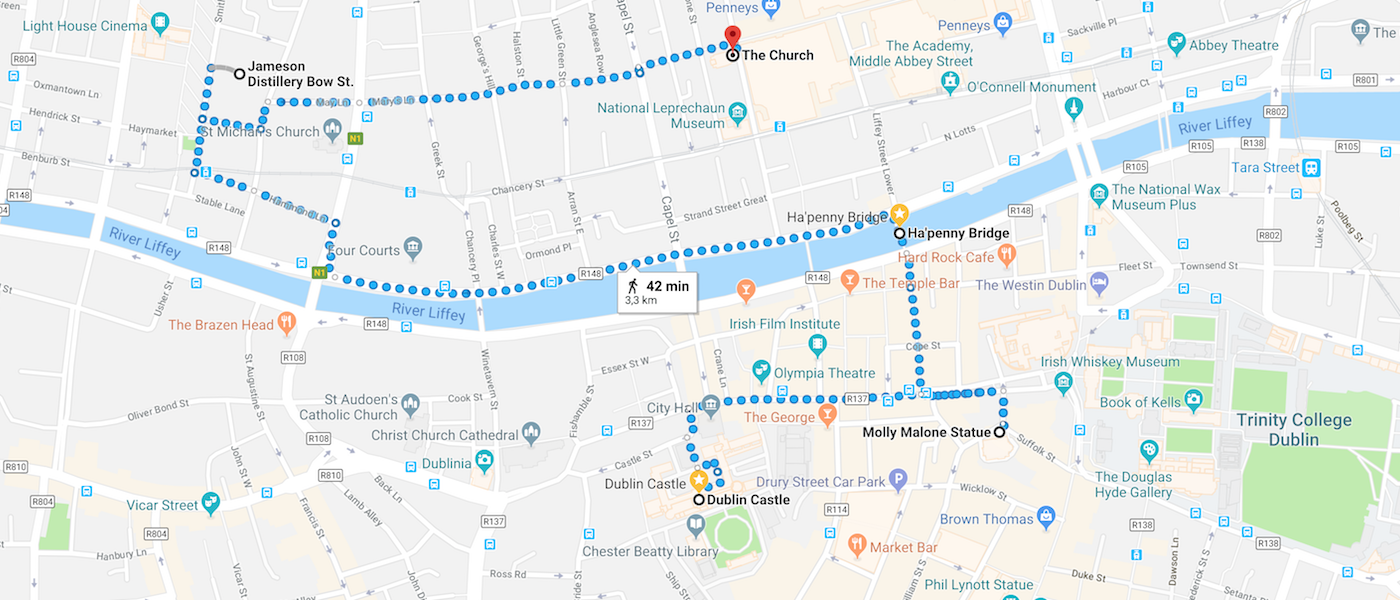 Light House Cinema
Penneys
Penneys
Sackville Pl
The
Abbey Theatre
The Academy,
Middle Abbey Street
The Church
R804
Jameson
Distillery Bow St.
George's Hill
Halston St
Little Green St
Anglesea Row
Capel St
Oxmantown Ln
O'Connell Monument
Harbour Ct
R801
Hendrick St
Haymarket
May Ln
Mary's Ln
St Michan's Church
N1
National Leprechaun
Museum
Liffey Street Lower
N Lotts
River Liffey
R802
R105
R138
R105
R105
Benburb St
Greek St
Chancery St
Tara Street
R148
Stable Lane
Hammond Ln
Arran St E
Strand Street Great
Capel St
Ha'penny Bridge
Ha'penny Bridge
The National Wax
Museum Plus
R148
Poolbeg St
Luke St
R802
River Liffey
R148
Four Courts
Chancery Pl
Charles St W
Ormond Pl
N1
R148
42 min
3,3 km
R148
Hard Rock Cafe
The Temple Bar
Fleet St
Townsend St
The Westin Dublin
Usher St
River Liffey
The Brazen Head
R148
R108
Irish Film Institute
Cope St
Crane Ln
Essex St W
Olympia Theatre
Irish Whiskey Museum
St Augustine St
Winetavern St
Oliver Bond St
St Audoen's
Catholic Church
Cook St
Fishamble St
City Hall
R137
R137
The George
Book of Kells
Trinity College
Dublin
Molly Malone Statue
Suffolk St
R108
Christ Church Cathedral
Castle St
R810
R810
John St W
Dublinia
Dublin Castle
Dublin Castle
Drury Street Car Park
The Douglas
Hyde Gallery
Wicklow St
R804
Vicar Street
Back Ln
Lamb Alley
Francis St
R804
R137
R114
Brown Thomas
R138
R138
Hanbury Ln
Chester Beatty Library
Market Bar
Dawson Ln
Vicar St
John
Ross Rd
Ship St
Duke St
Phil Lynott Statue